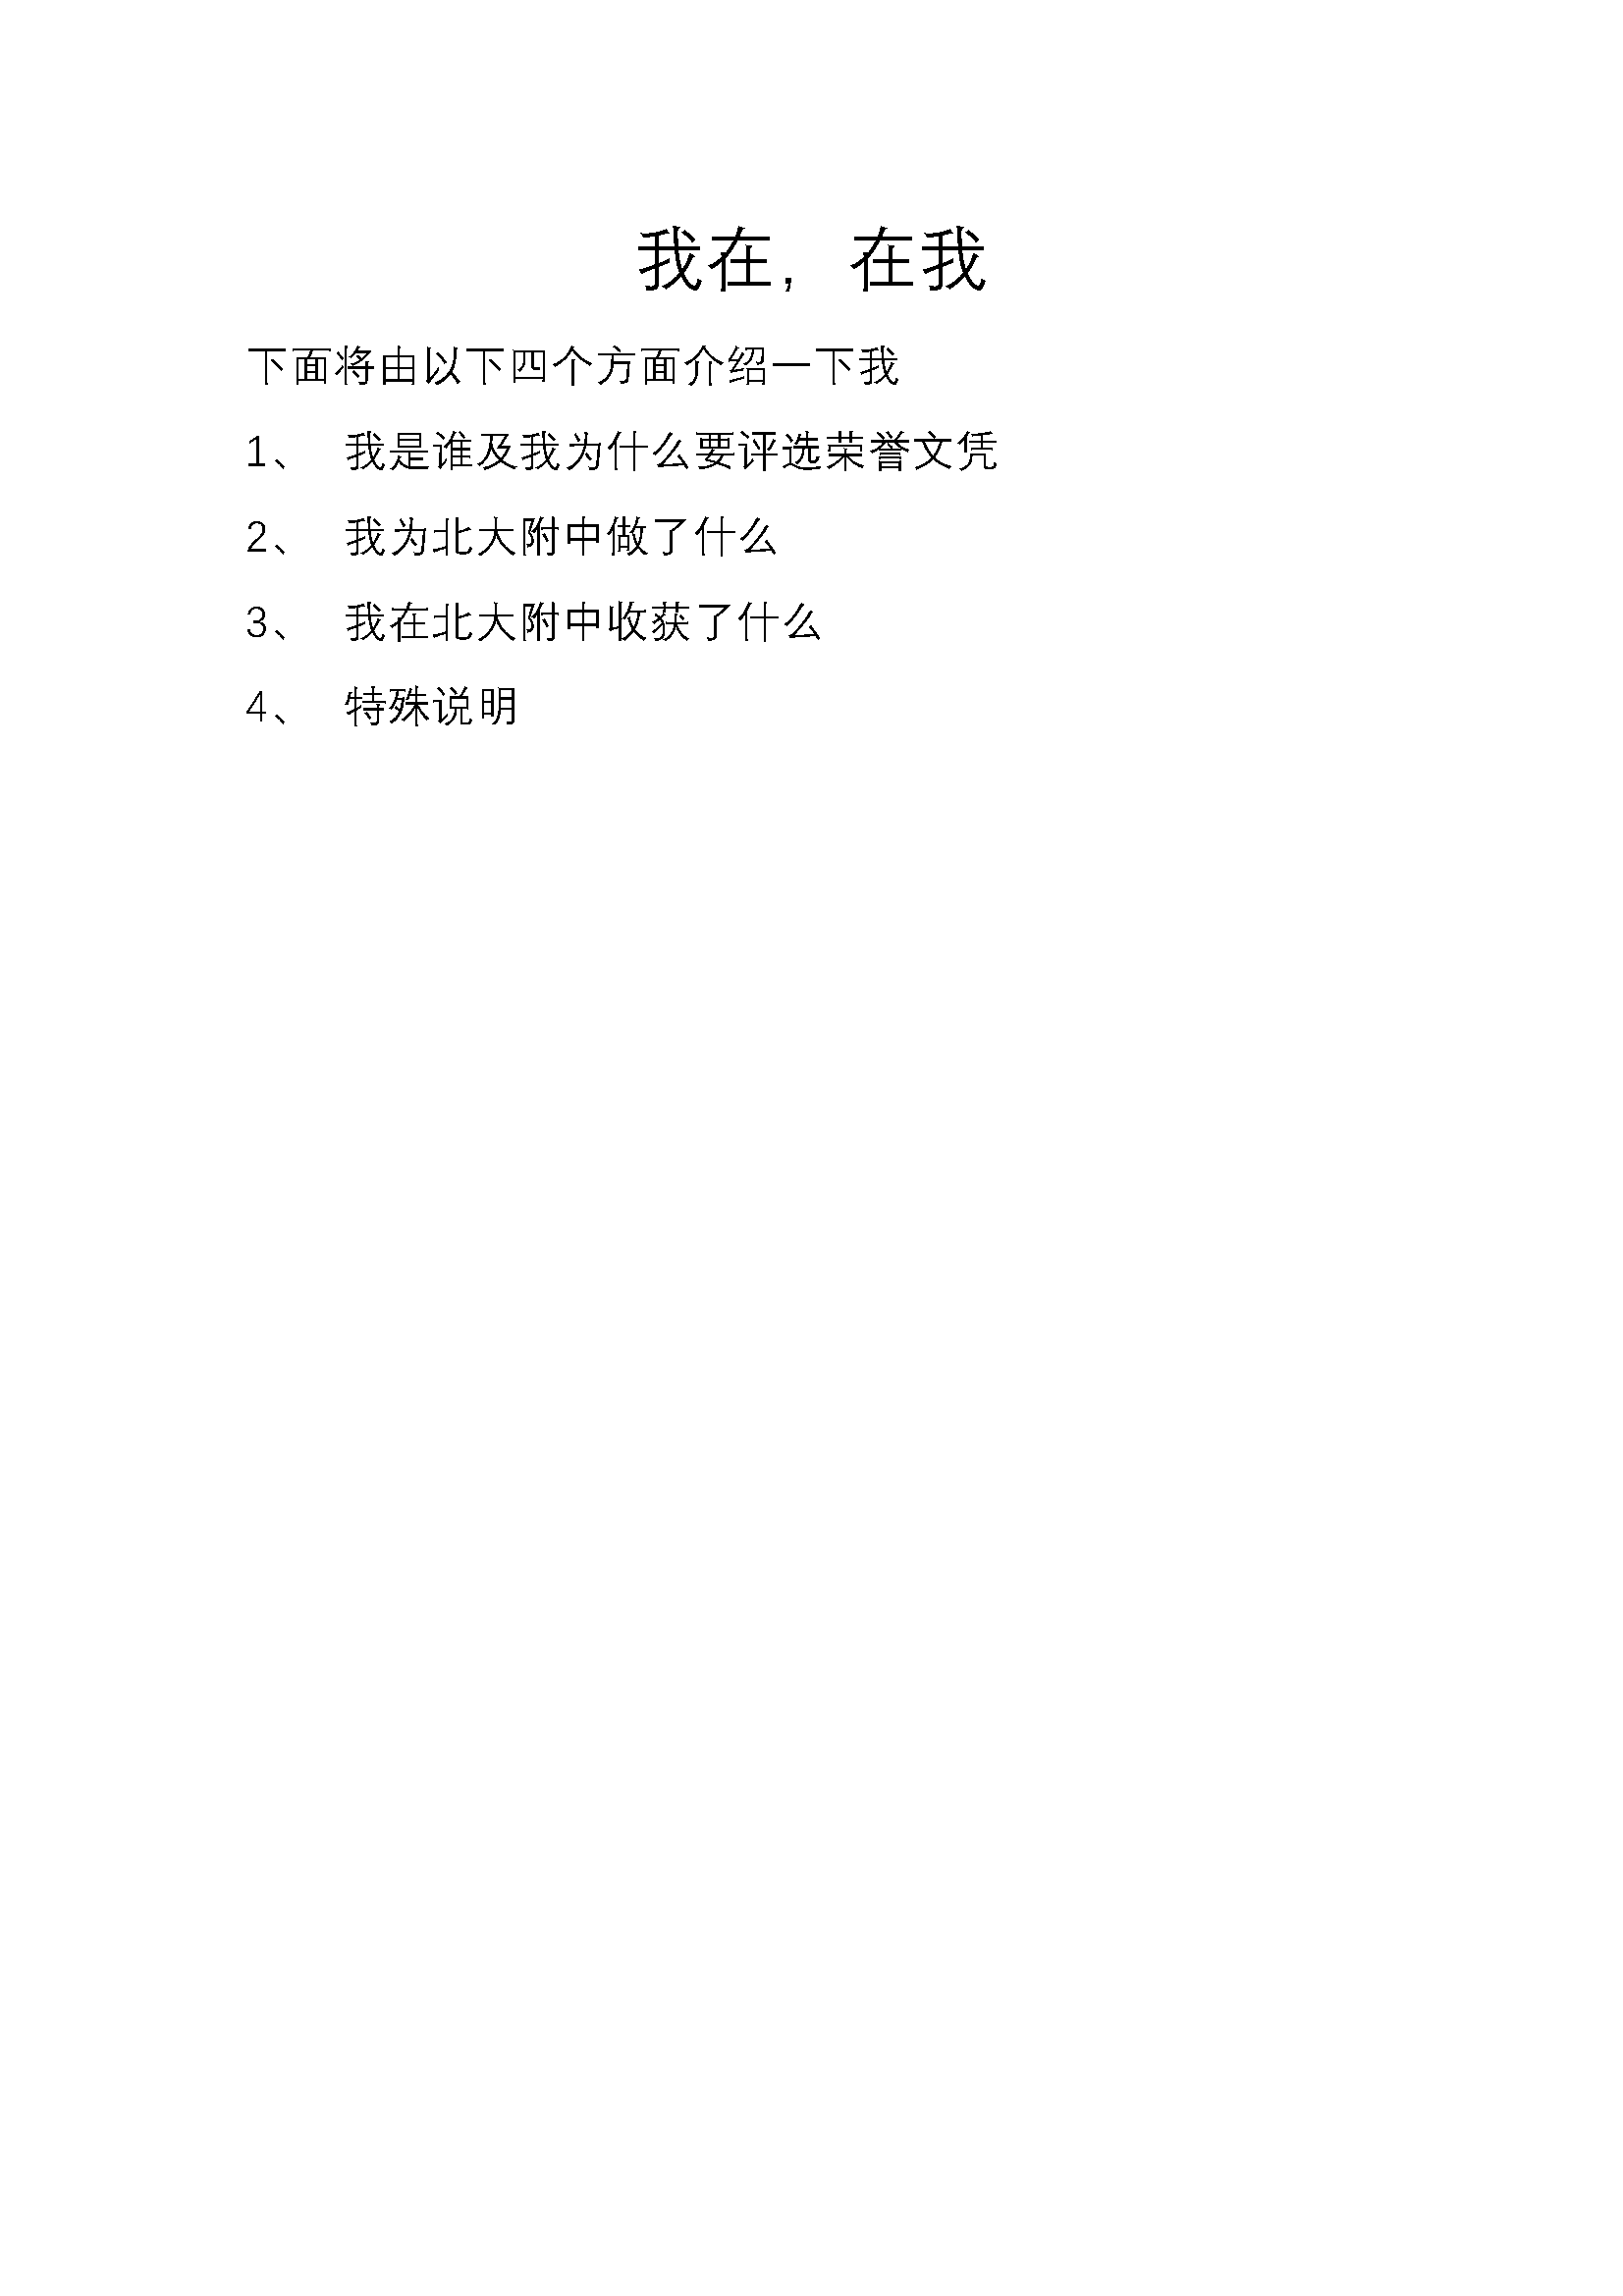 我在，在我
下面将由以下四个方面介绍一下我
1、 我是谁及我为什么要评选荣誉文凭
2、 我为北大附中做了什么
3、 我在北大附中收获了什么
4、 特殊说明